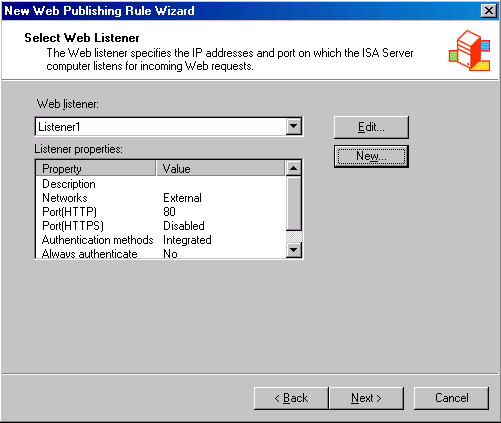 New Web Publishing Rule Wizard
Select Web Listener
The Web listener specifies the IP addresses and port on which the ISA Server
computer listens for incoming Web requests.
Web listener:
Listener1
Edit...
New...
Listener properties:
Property Value
Description
Networks External
Port(HTTP) 80
Port(HTTPS) Disabled
Authentication methods Integrated
Always authenticate No
< Back Next > Cancel